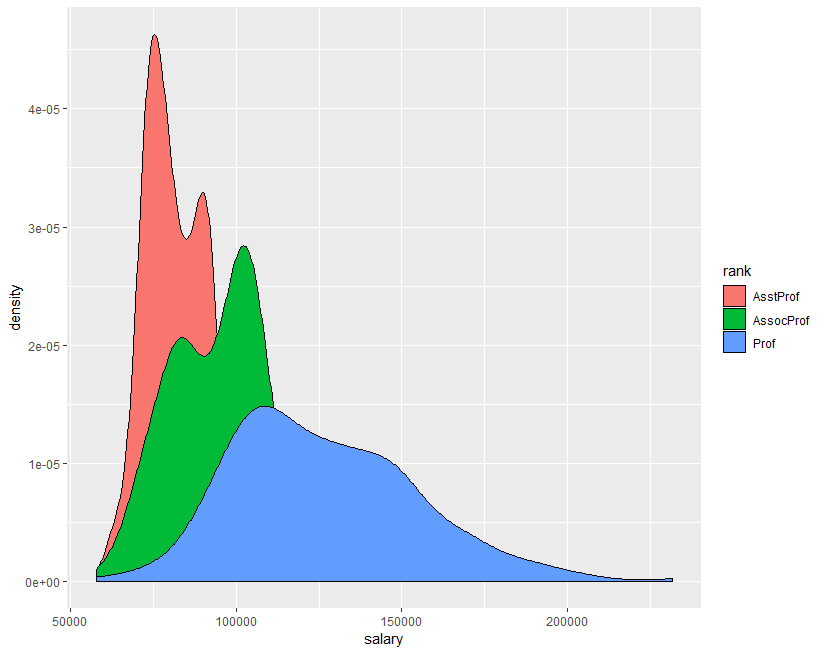 density
4e-05
3e-05
2e-05
1e-05
0e+00
50000 100000 150000 200000
salary
rank
AsstProf
AssocProf
Prof